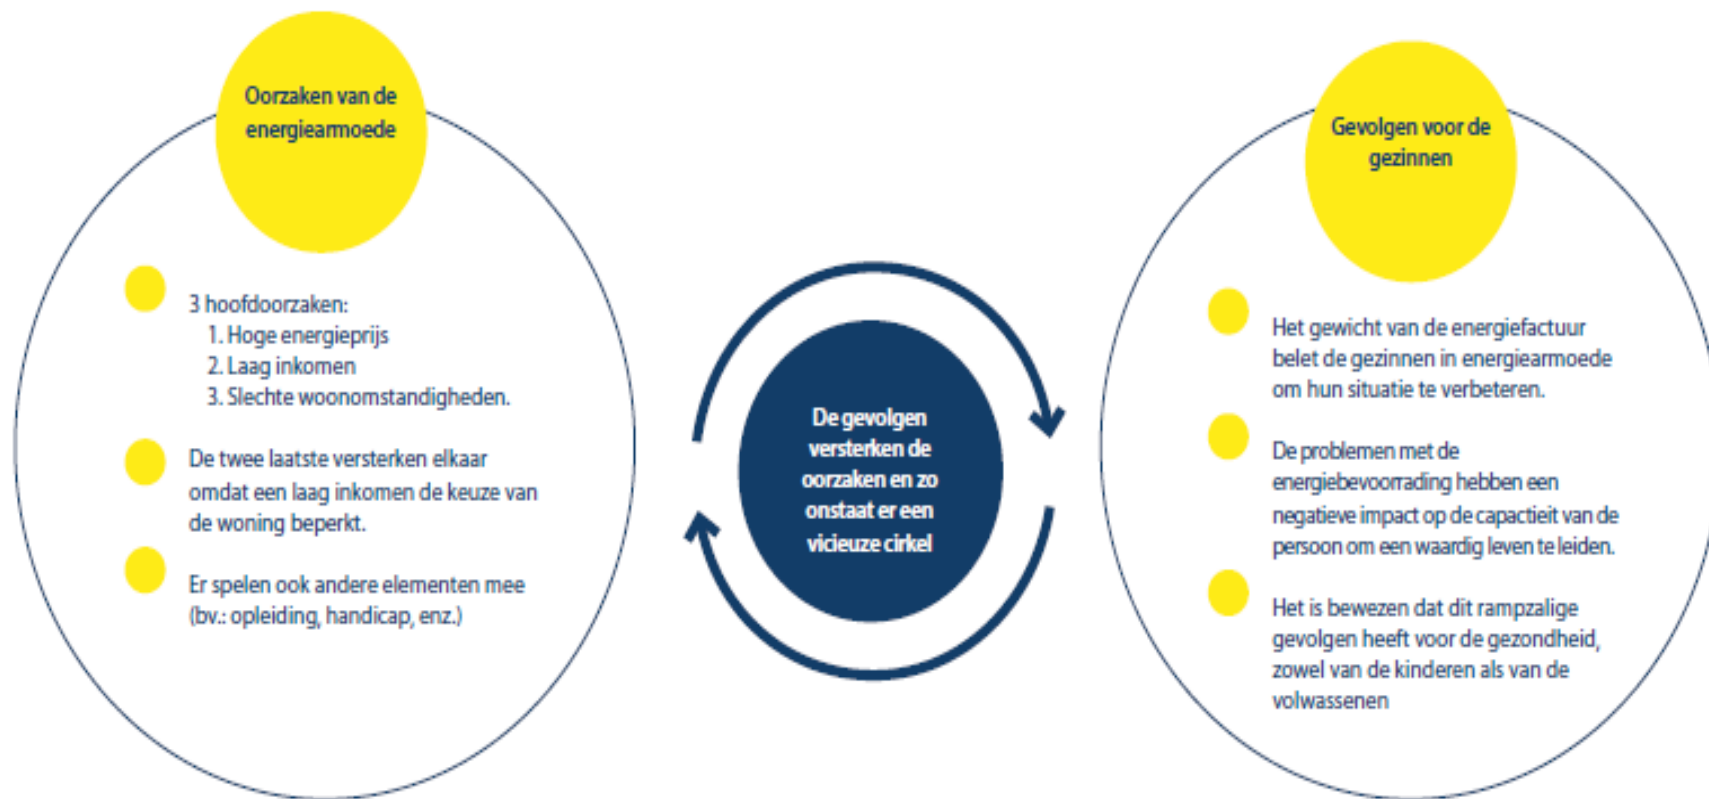 Oorzaken van de
energiearmoede
3 hoofdoorzaken:
1. Hoge energieprijs
2. Laag inkomen
3. Slechte woonomstandigheden.
De twee laatste versterken elkaar
omdat een laag inkomen de keuze van
de woning beperkt.
Er spelen ook andere elementen mee
(bv.: opleiding, handicap, enz.)
De gevolgen
versterken de
oorzaken en zo
onstaat er een
vicieuze cirkel
Gevolgen voor de
gezinnen
Het gewicht van de energiefactuur
belet de gezinnen in energiearmoede
om hun situatie te verbeteren.
De problemen met de
energiebevoorrading hebben een
negatieve impact op de capactieit van de
persoon om een waardig leven te leiden.
Het is bewezen dat dit rampzalige
gevolgen heeft voor de gezondheid,
zowel van de kinderen als van de
volwassenen